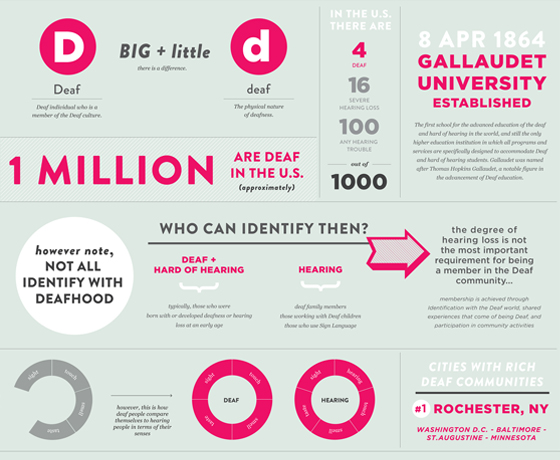 D
Deaf
Deaf individual who is a
member of the Deaf culture.
BIG + little
there is a difference.
d
deaf
The physical nature
of deafness.
IN THE U.S.
THERE ARE
4
DEAF
16
SEVERE
HEARING LOSS
100
ANY HEARING
TROUBLE
out of
1000
8 APR 1864
GALLAUDET
UNIVERSITY
ESTABLISHED
The first school for the advanced education of the deaf
and hard of hearing in the world, and still the only
higher education institution in which all programs and
services are specifically designed to accommodate Deaf
and hard of hearing students. Gallaudet was named
after Thomas Hopkins Gallaudet, a notable figure in
the advancement of Deaf education.
1 MILLION
ARE DEAF
IN THE U.S.
(approximately)
however note,
NOT ALL
IDENTIFY WITH
DEAFHOOD
WHO CAN IDENTIFY THEN?
DEAF +
HARD OF HEARING
typically, those who were
born with or developed deafness or hearing
loss at an early age
HEARING
deaf family members
those working with Deaf children
those who use Sign Language
the degree of
hearing loss is not
the most important
requirement for being
a member in the Deaf
community...
membership is achieved through
identification with the Deaf world, shared
experiences that come of being Deaf, and
participation in community activities
sight
touch
smell
taste
however, this is how
deaf people compare
themselves to hearing
people in terms of their
senses
sight
touch
smell
taste
DEAF
sight
hearing
touch
smell
taste
HEARING
CITIES WITH RICH
DEAF COMMUNITIES
#1 ROCHESTER, NY
WASHINGTON D.C. - BALTIMORE -
ST.AUGUSTINE - MINNESOTA